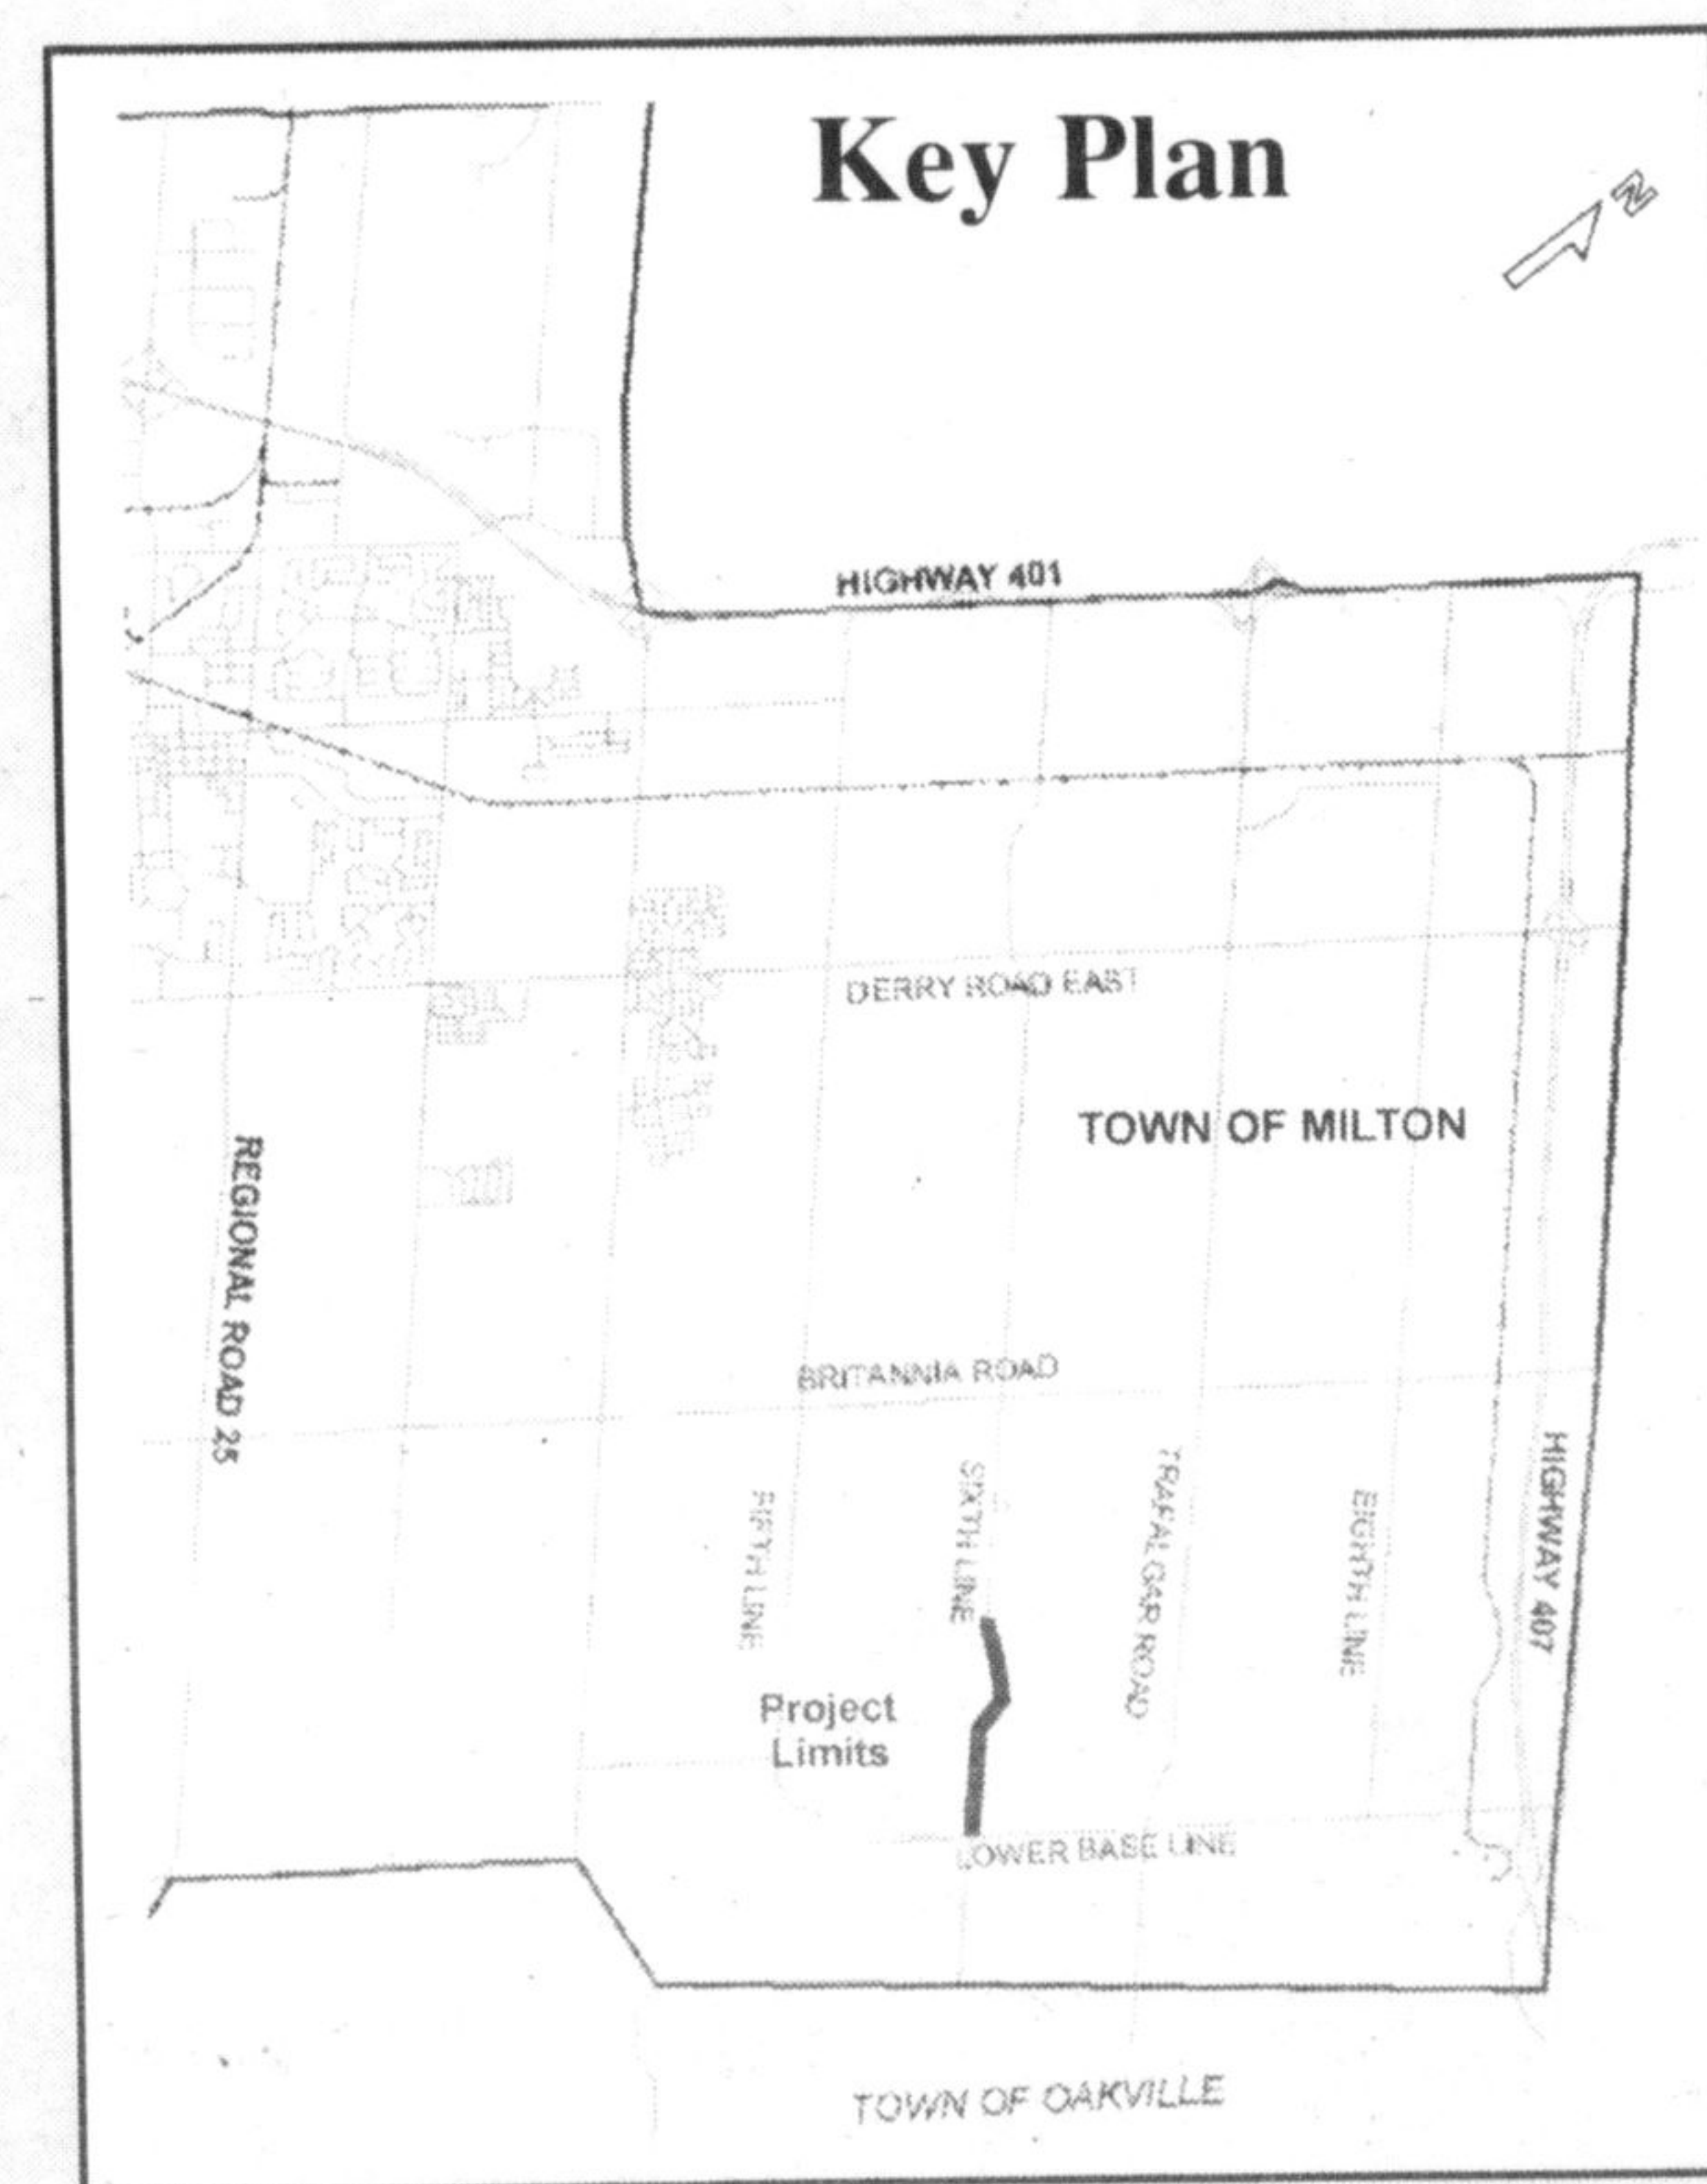 Key Plan
N
HIGHWAY 401
DERRY ROAD EAST
TOWN OF MILTON
REGIONAL ROAD 25
BRITANNIA ROAD
FIFTH LINE
SIXTH LINE
TRAFALGAR ROAD
EIGHTH LINE
HIGHWAY 407
Project
Limits
LOWER BASE LINE
TOWN OF OAKVILLE